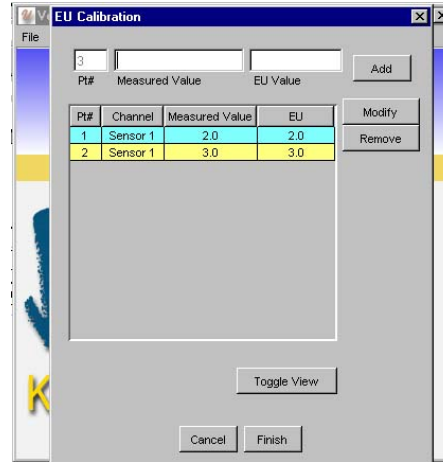 EU Calibration
File
3
Pt# Measured Value EU Value
Add
Modify
Remove
Pt# Channel Measured Value EU
1 Sensor 1 2.0 2.0
2 Sensor 1 3.0 3.0
Toggle View
K
Cancel Finish